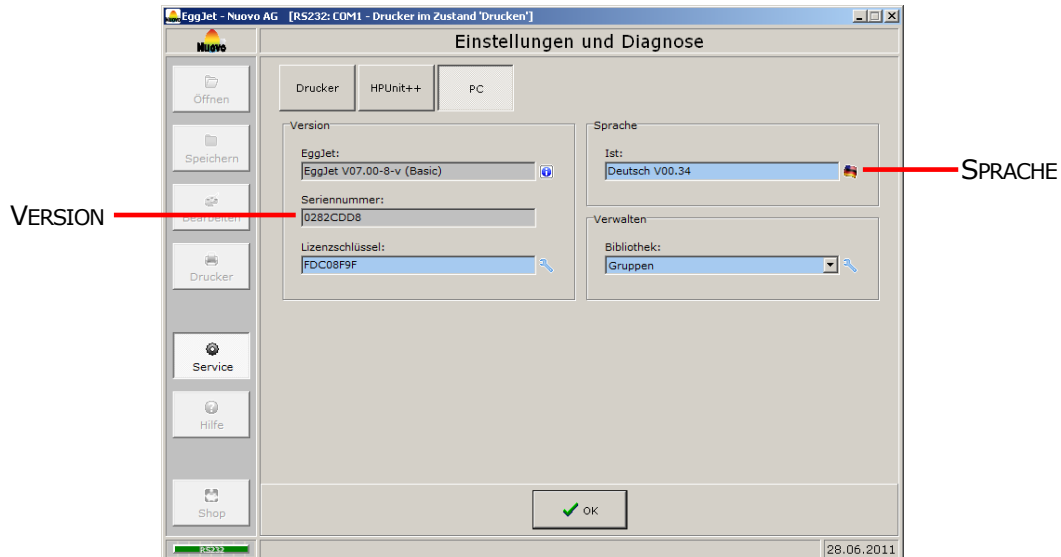 EggJet - Nuovo AG [RS232: COM1 - Drucker im Zustand 'Drucken']
Nuovo
Einstellungen und Diagnose
Öffnen
Speichern
Bearbeiten
Drucker
Service
Hilfe
Shop
RS232
Drucker
HPUnit++
PC
Version
EggJet:
EggJet V07.00-8-v (Basic)
Seriennummer:
0282CDD8
Lizenzschlüssel:
FDC08F9F
Sprache
Ist:
Deutsch V00.34
Verwalten
Bibliothek:
Gruppen
OK
28.06.2011
VERSION
SPRACHE